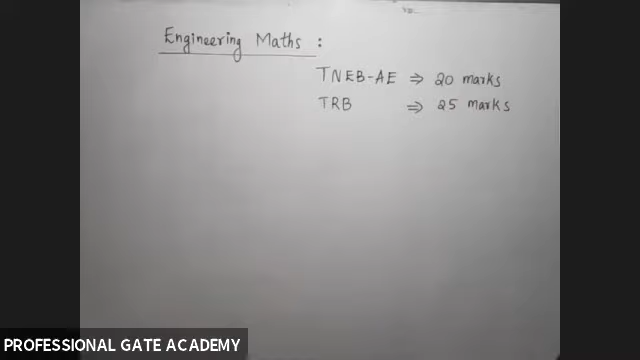 Engineering Maths :
TNEB-AE ⇒ 20 marks
TRB ⇒ 25 marks
PROFESSIONAL GATE ACADEMY